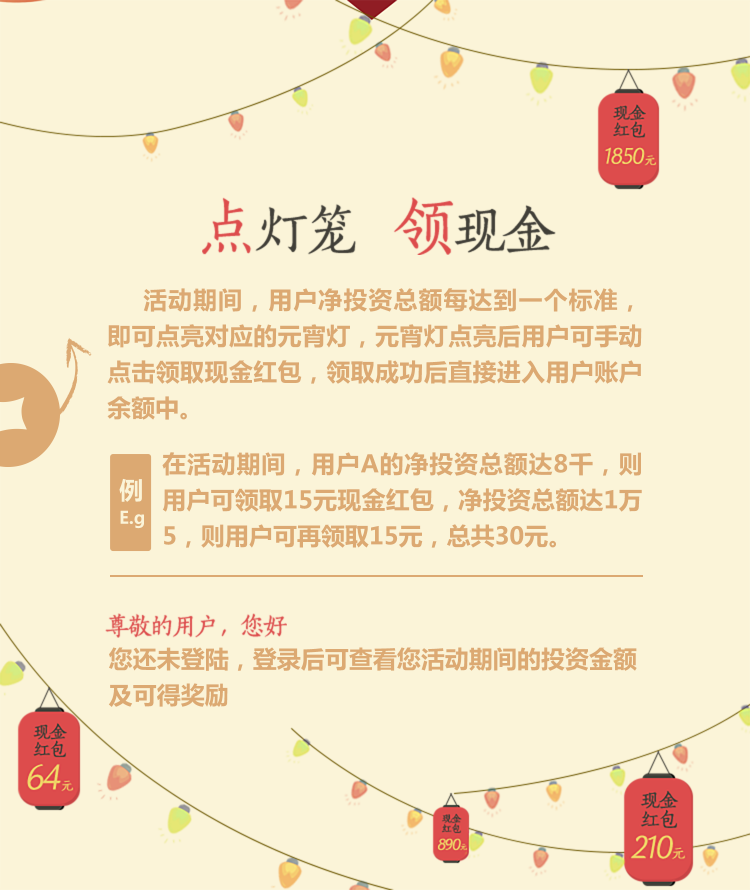 现金
红包
1850元
点灯笼 领现金
活动期间，用户净投资总额每达到一个标准，
即可点亮对应的元宵灯，元宵灯点亮后用户可手动
点击领取现金红包，领取成功后直接进入用户账户
余额中。
例
E.g
在活动期间，用户A的净投资总额达8千，则
用户可领取15元现金红包，净投资总额达1万
5，则用户可再领取15元，总共30元。
尊敬的用户，您好
您还未登陆，登录后可查看您活动期间的投资金额
及可得奖励
现金
红包
64元
现金
红包
890元
现金
红包
210元